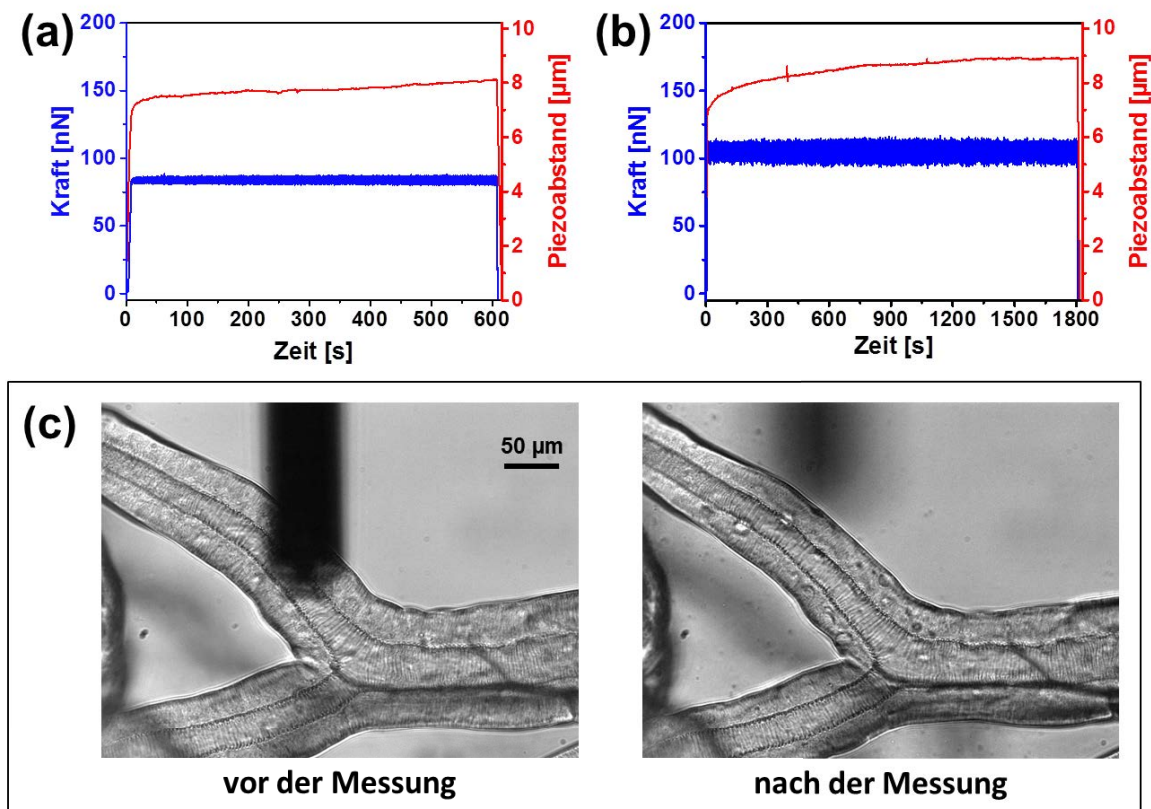 (a)
200
150
100
50
0
Kraft [nN]
10
8
6
4
2
0
Piezoabstand [µm]
0 100 200 300 400 500 600
Zeit [s]
(b)
200
150
100
50
0
Kraft [nN]
10
8
6
4
2
0
Piezoabstand [µm]
0 300 600 900 1200 1500 1800
Zeit [s]
(c)
50 µm
vor der Messung
nach der Messung